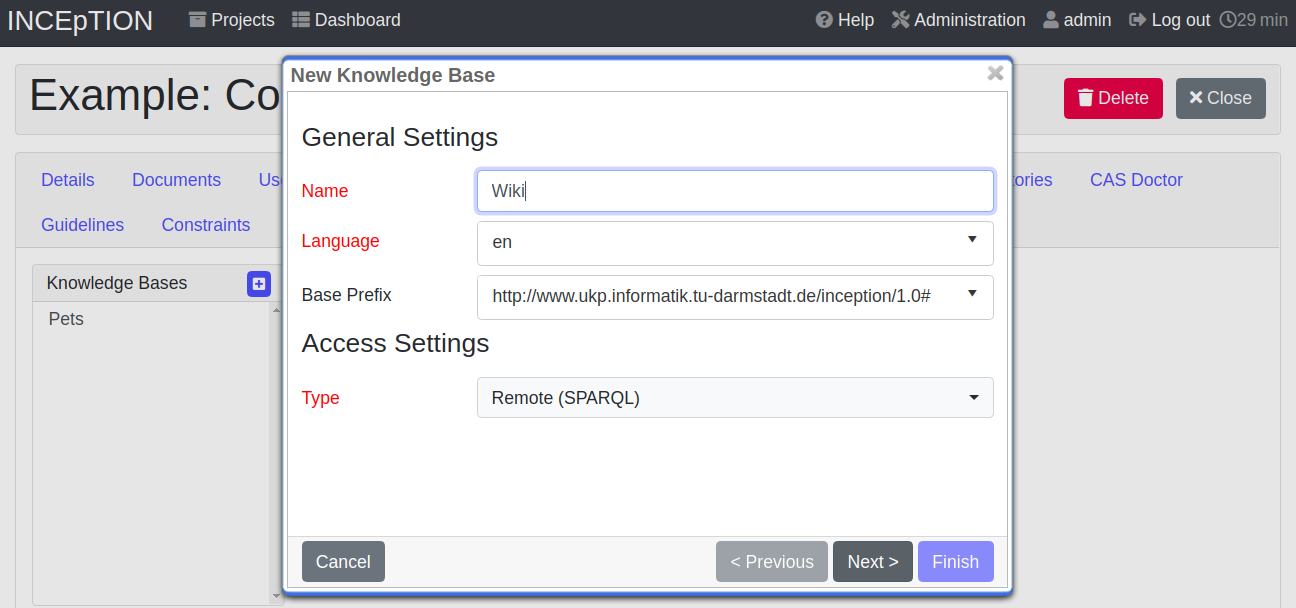 INCEpTION Projects Dashboard Help Administration admin Log out 29 min
New Knowledge Base
Example: Co
Delete Close
General Settings
Details Documents Us ories CAS Doctor
Name Wiki
Guidelines Constraints
Language en
Knowledge Bases
Base Prefix http://www.ukp.informatik.tu-darmstadt.de/inception/1.0#
Pets
Access Settings
Type Remote (SPARQL)
Cancel < Previous Next > Finish